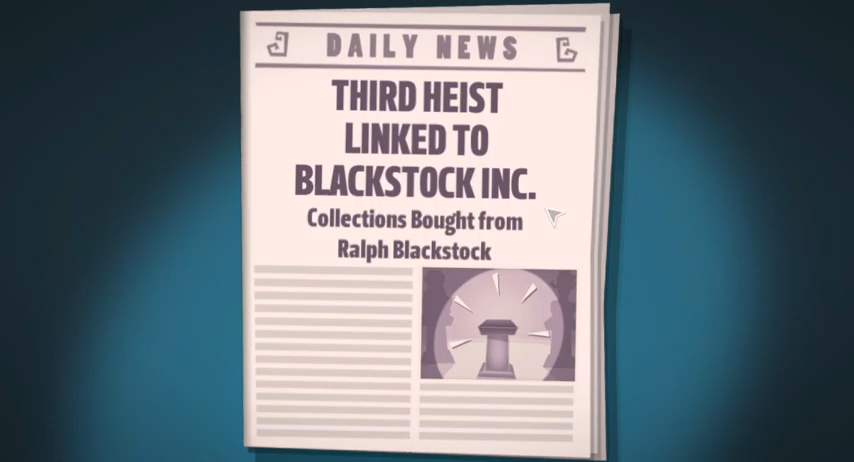 DAILY NEWS
THIRD HEIST
LINKED TO
BLACKSTOCK INC.
Collections Bought from
Ralph Blackstock